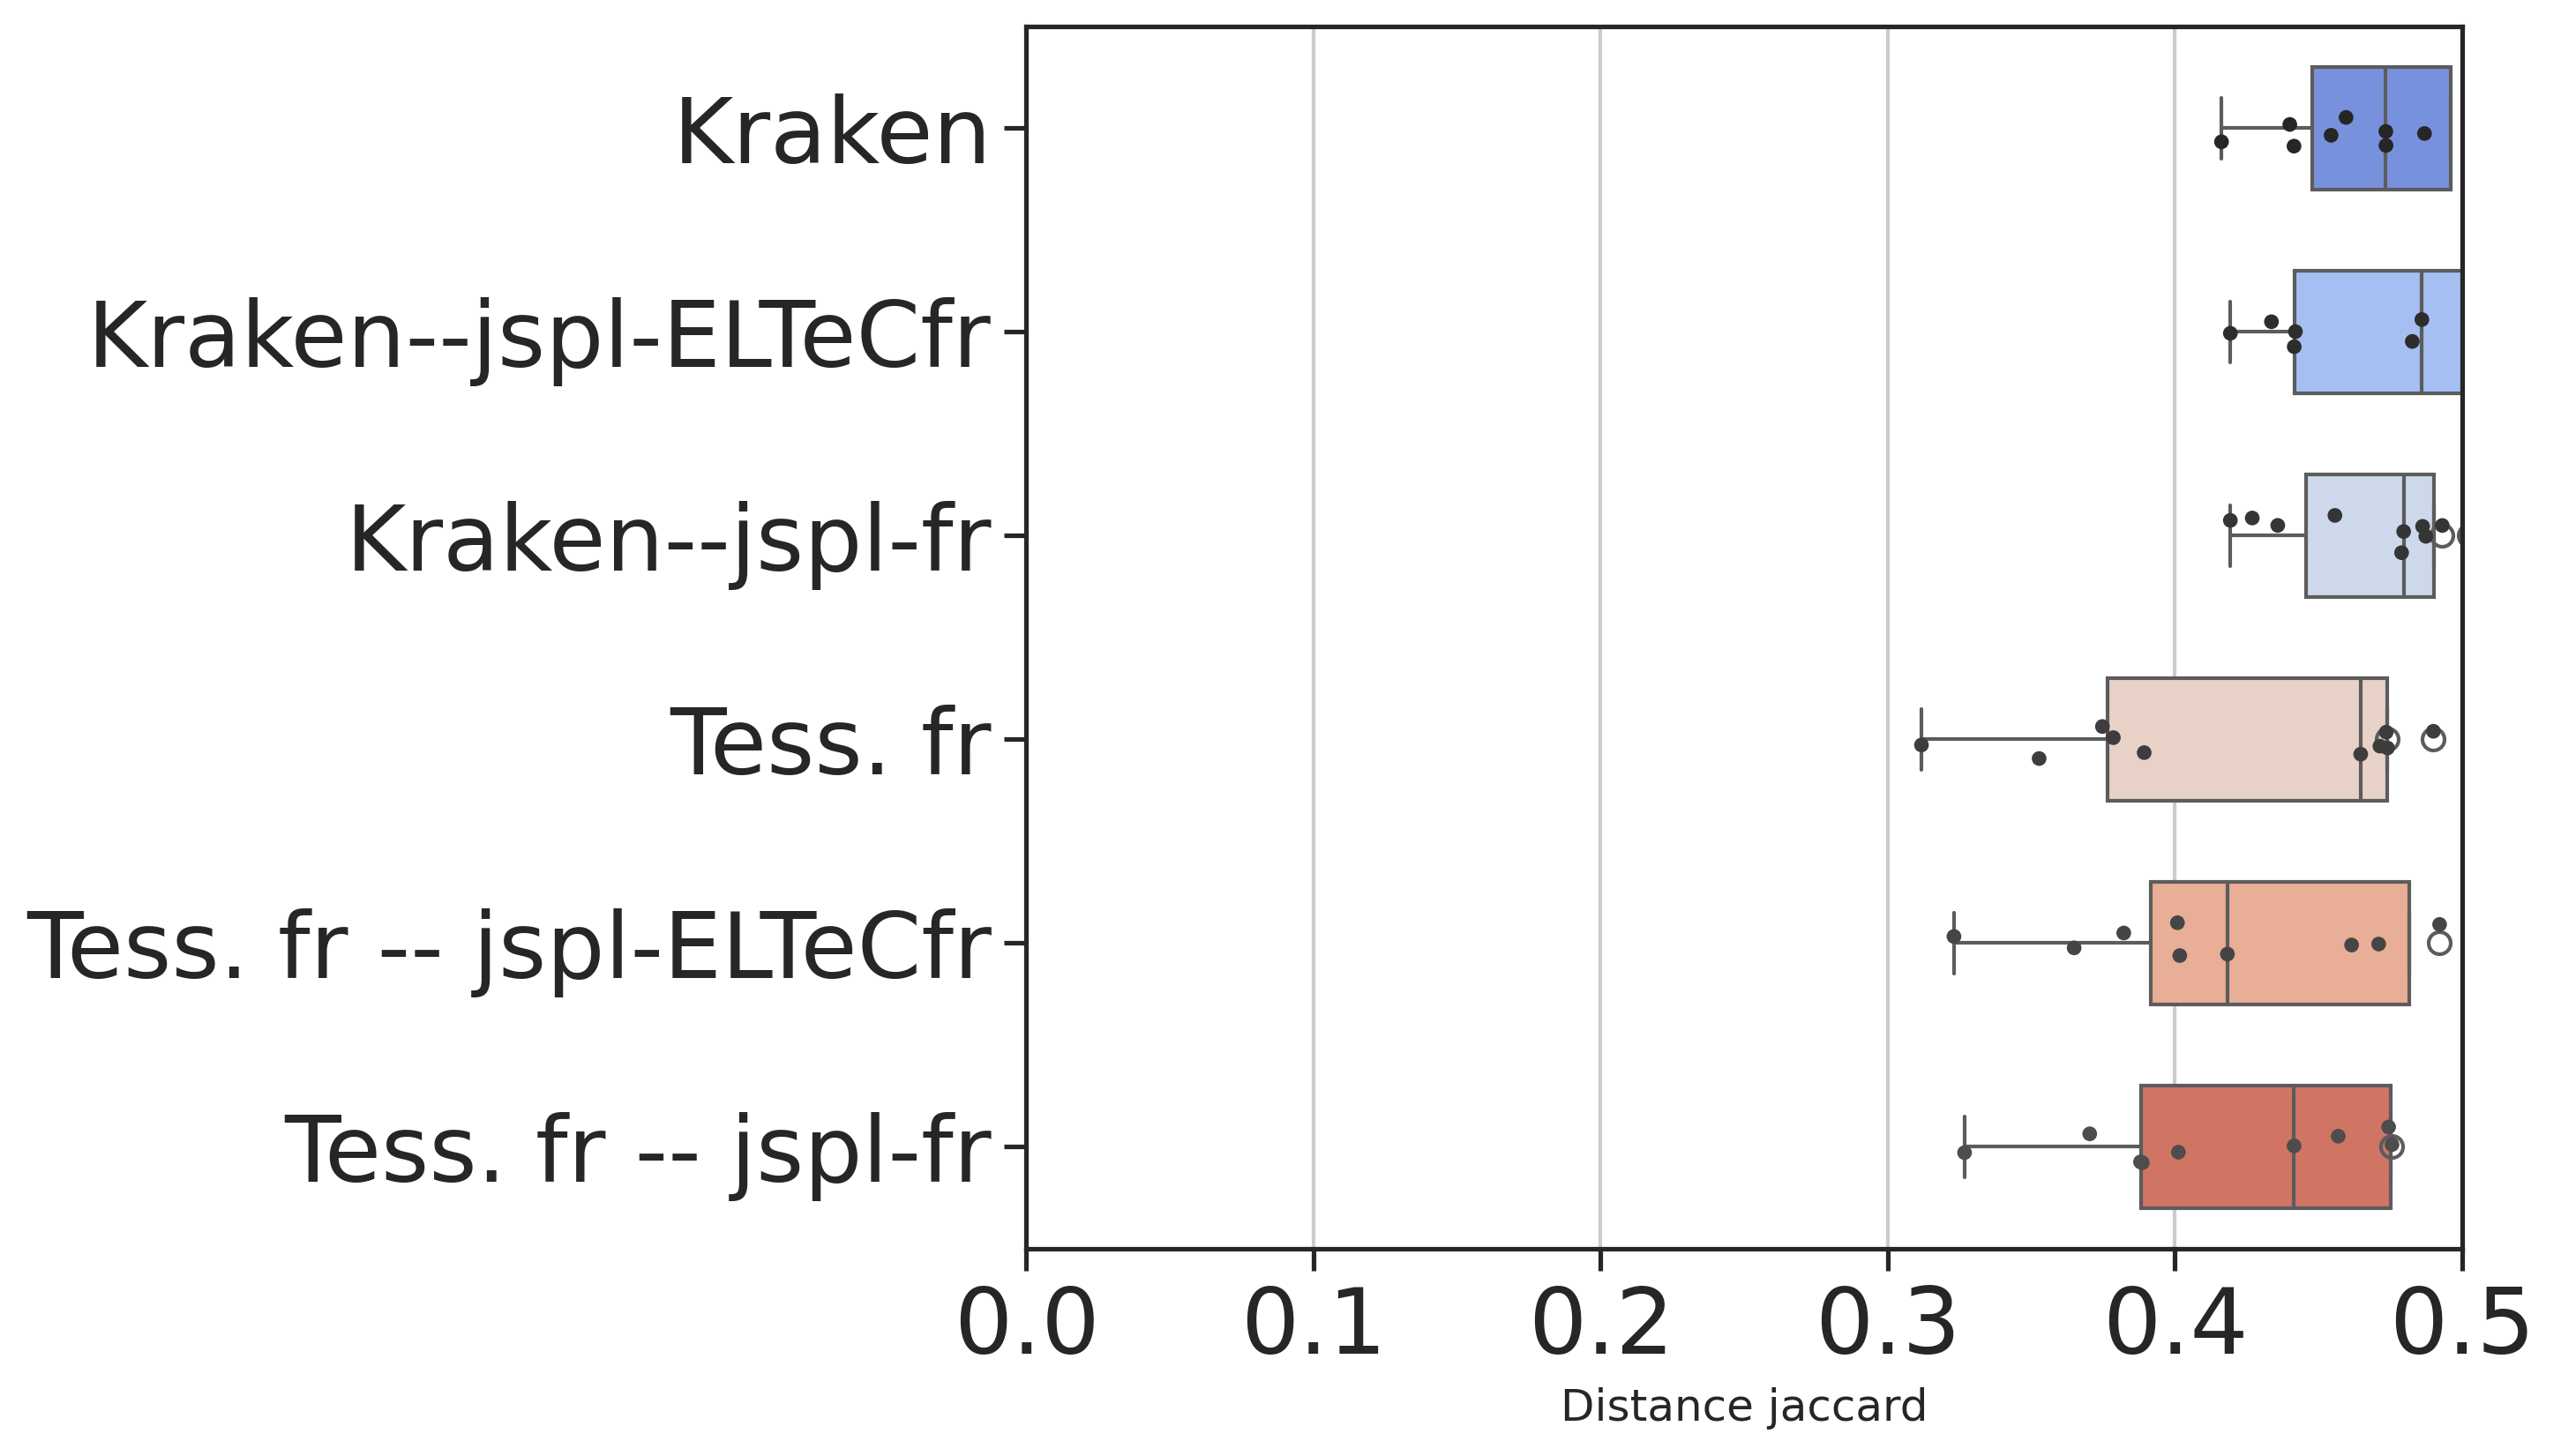 Kraken
Kraken--jspl-ELTeCfr
Kraken--jspl-fr
Tess. fr
Tess. fr -- jspl-ELTeCfr
Tess. fr -- jspl-fr
0.0 0.1 0.2 0.3 0.4 0.5
Distance jaccard